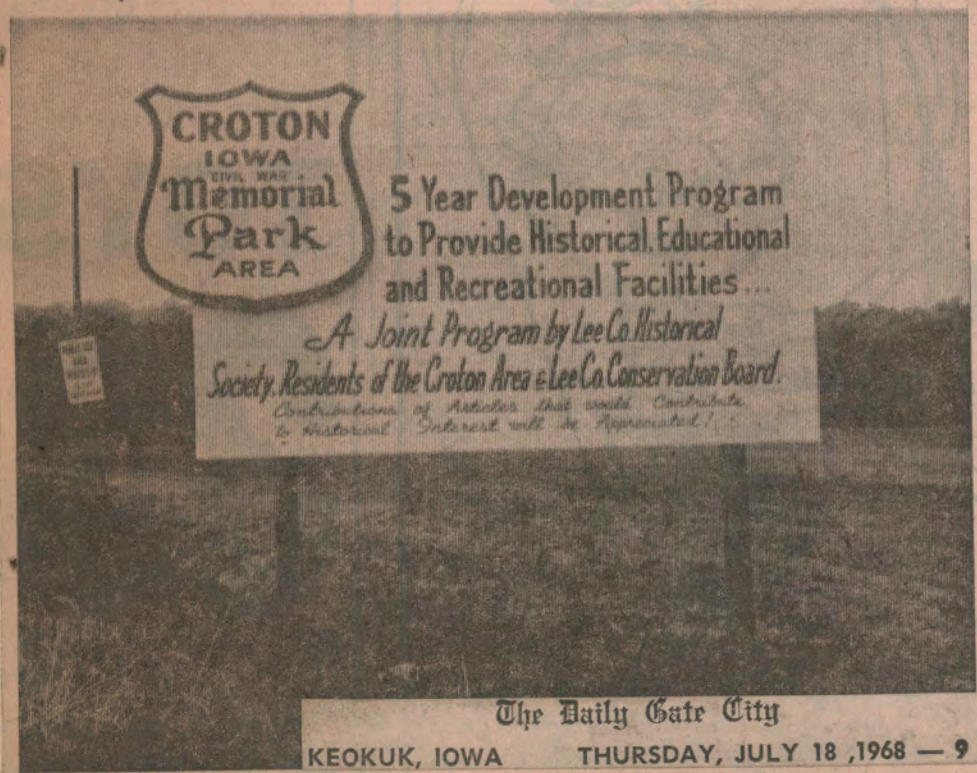 CROTON
IOWA
"CIVIL WAR"
Memorial
Park
AREA
5 Year Development Program
to Provide Historical, Educational
and Recreational Facilities...
A Joint Program by Lee Co. Historical
Society, Residents of the Croton Area & Lee Co. Conservation Board.
Contributions of Articles that would Contribute
to Historical Interest will be Appreciated!
The Daily Gate City
KEOKUK, IOWA THURSDAY, JULY 18 ,1968 — 9